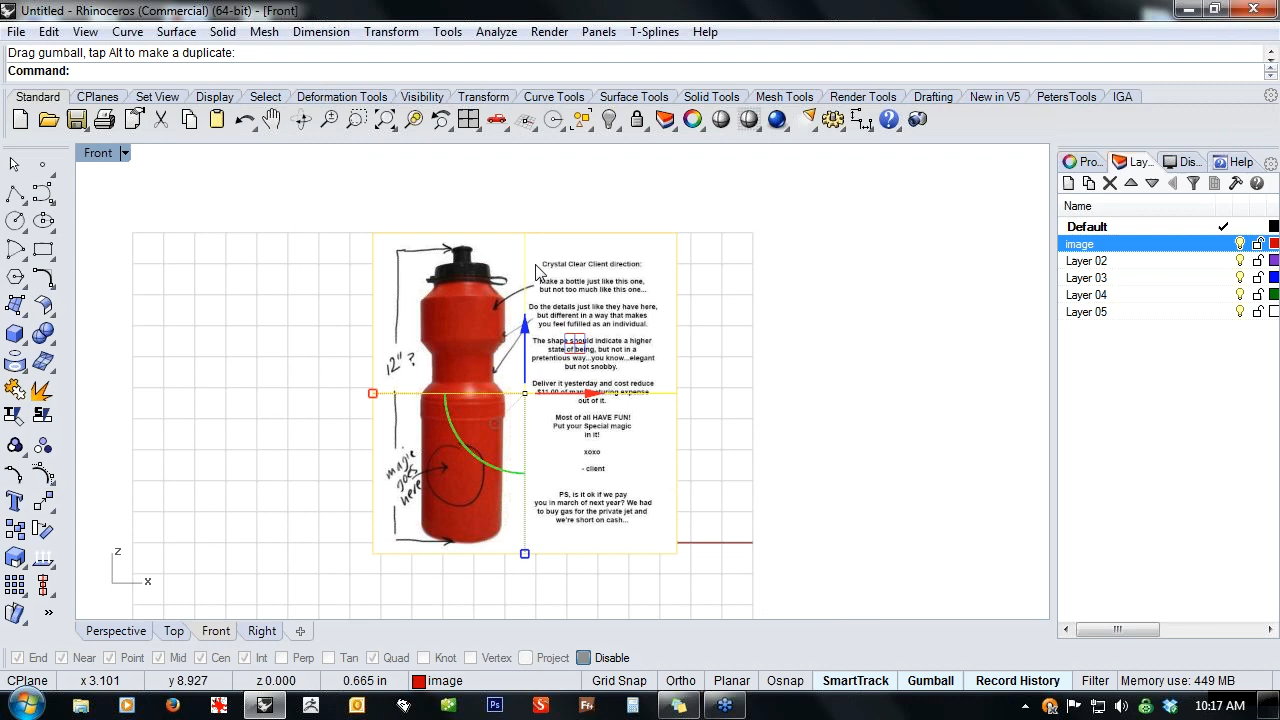 Untitled - Rhinoceros (Commercial) (64-bit) - [Front]
File Edit View Curve Surface Solid Mesh Dimension Transform Tools Analyze Render Panels T-Splines Help
Drag gumball, tap Alt to make a duplicate:
Command:
Standard CPlanes Set View Display Select Deformation Tools Visibility Transform Curve Tools Surface Tools Solid Tools Mesh Tools Render Tools Drafting New in V5 PetersTools IGA
Front
Pro... Lay... Dis... Help
Name
Default
image
Layer 02
Layer 03
Layer 04
Layer 05
Crystal Clear Client direction:
Make a bottle just like this one,
but not too much like this one...
Do the details just like they have here,
but different in a way that makes
you feel fufilled as an individual.
The shape should indicate a higher
state of being, but not in a
pretentious way...you know...elegant
but not snobby.
Deliver it yesterday and cost reduce
$11.00 of manufacturing expense
out of it.
Most of all HAVE FUN!
Put your Special magic
in it!
xoxo
- client
PS, is it ok if we pay
you in march of next year? We had
to buy gas for the private jet and
we're short on cash...
12" ?
magic
goes
here
z
x
Perspective Top Front Right
End Near Point Mid Cen Int Perp Tan Quad Knot Vertex Project Disable
CPlane x 3.101 y 8.927 z 0.000 0.665 in image Grid Snap Ortho Planar Osnap SmartTrack Gumball Record History Filter Memory use: 449 MB
10:17 AM